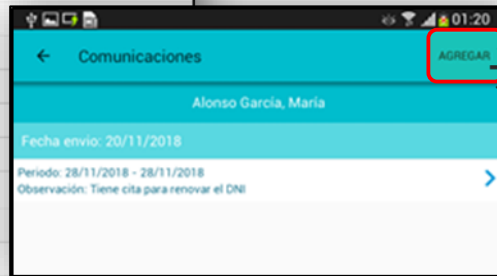 01:20
Comunicaciones
AGREGAR
Alonso García, María
Fecha envio: 20/11/2018
Periodo: 28/11/2018 - 28/11/2018
Observación: Tiene cita para renovar el DNI